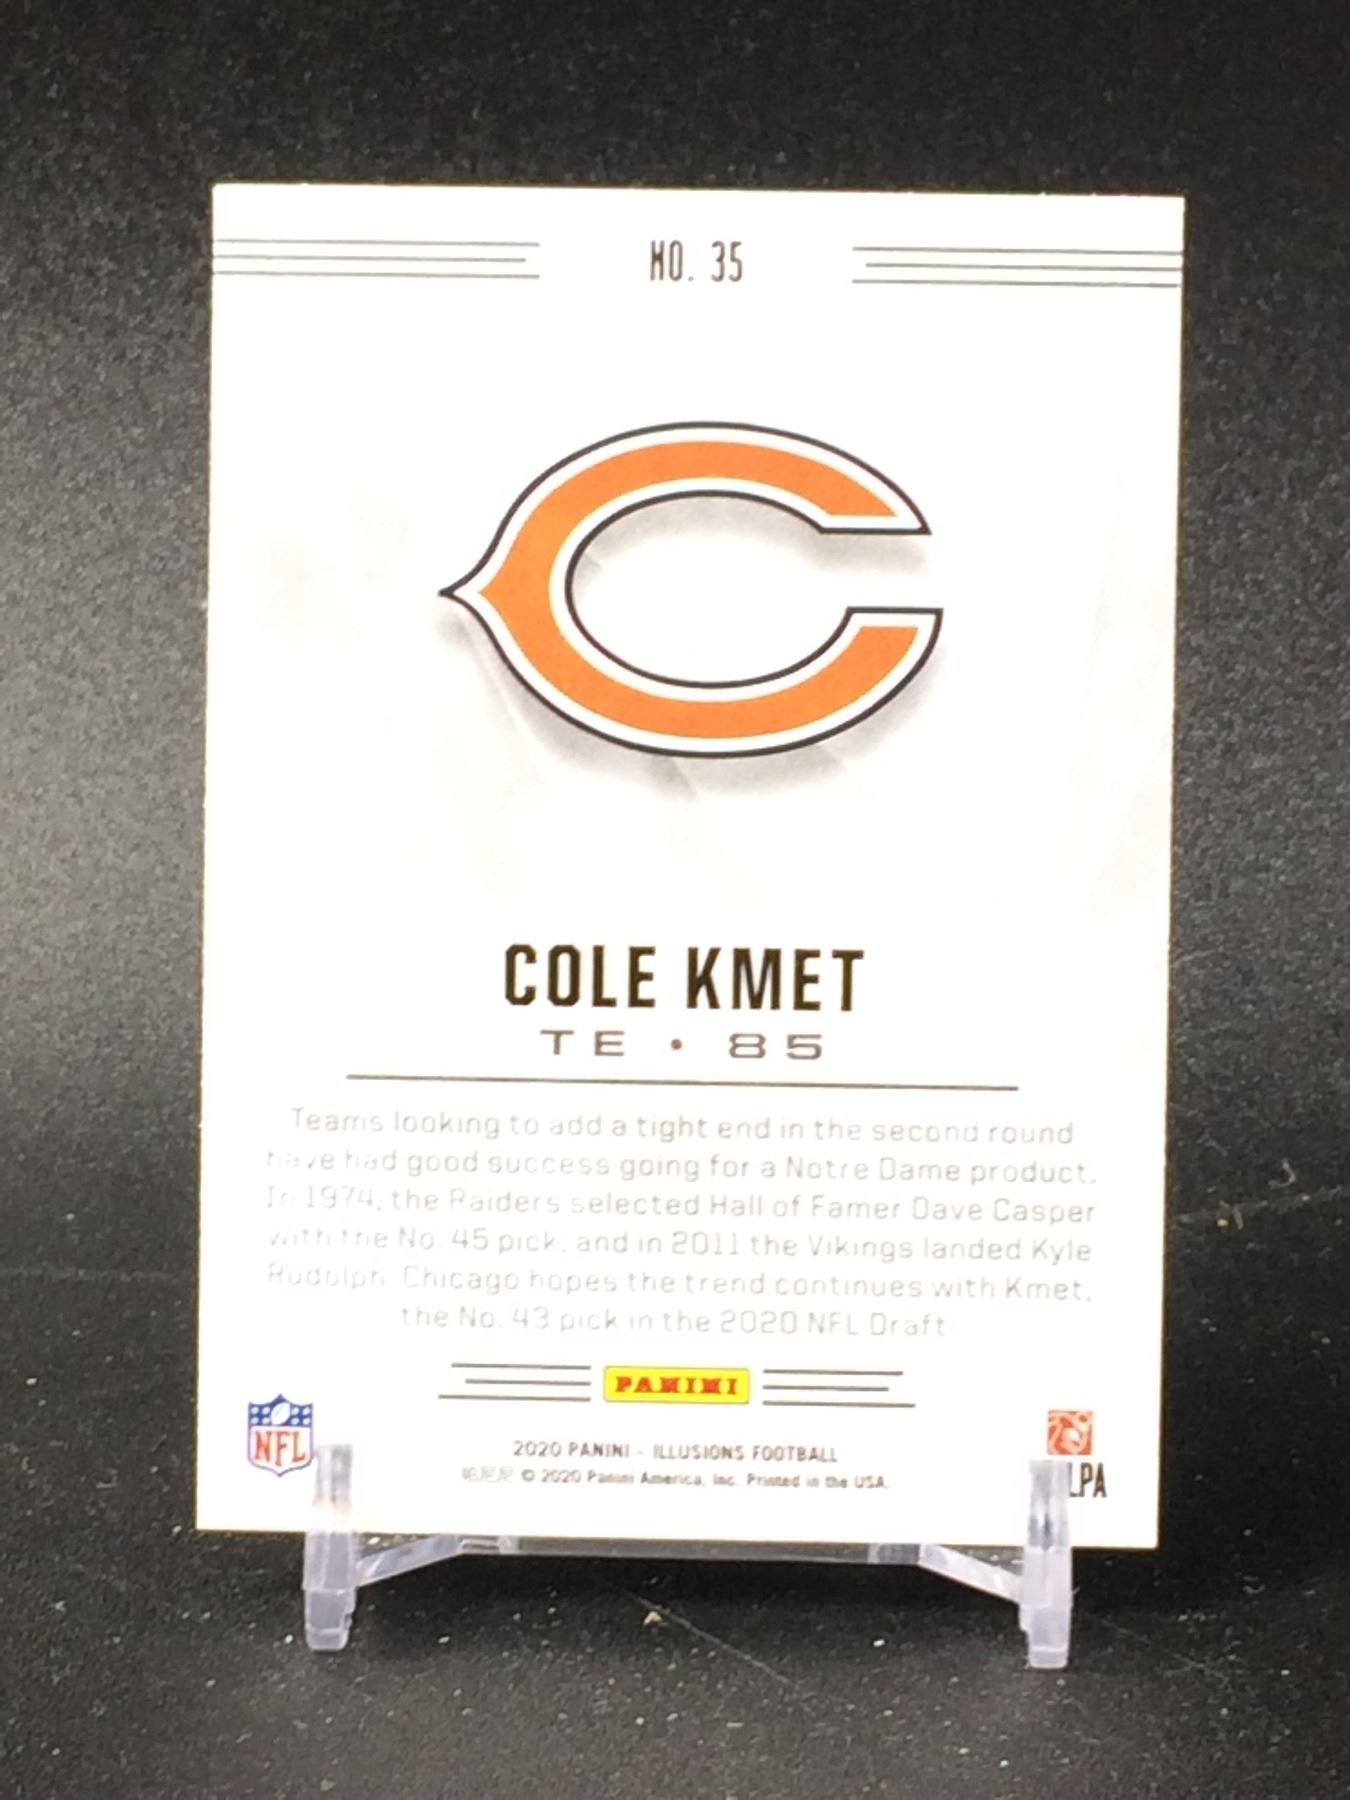 NO. 35
COLE KMET
TE • 85
Teams looking to add a tight end in the second round
have had good success going for a Notre Dame product.
In 1974, the Raiders selected Hall of Famer Dave Casper
with the No. 45 pick, and in 2011 the Vikings landed Kyle
Rudolph. Chicago hopes the trend continues with Kmet,
the No. 43 pick in the 2020 NFL Draft.
PANINI
NFL
2020 PANINI - ILLUSIONS FOOTBALL
帕尼尼 © 2020 Panini America, Inc. Printed in the USA.
LPA